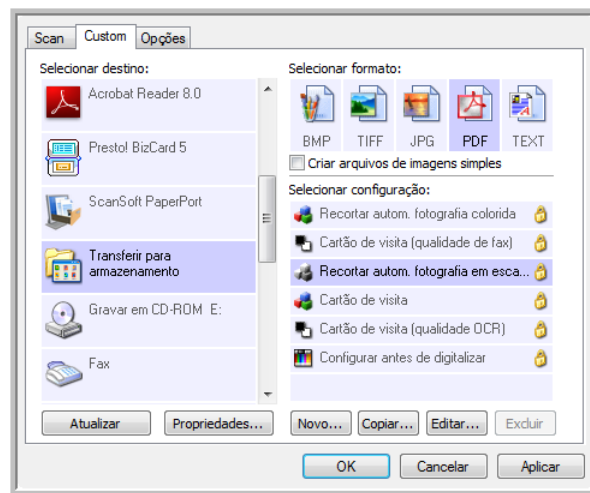 Scan Custom Opções
Selecionar destino:
Acrobat Reader 8.0
Presto! BizCard 5
ScanSoft PaperPort
Transferir para
armazenamento
Gravar em CD-ROM E:
Fax
Atualizar Propriedades...
Selecionar formato:
BMP TIFF JPG PDF TEXT
Criar arquivos de imagens simples
Selecionar configuração:
Recortar autom. fotografia colorida
Cartão de visita (qualidade de fax)
Recortar autom. fotografia em esca...
Cartão de visita
Cartão de visita (qualidade OCR)
Configurar antes de digitalizar
Novo... Copiar... Editar... Excluir
OK Cancelar Aplicar